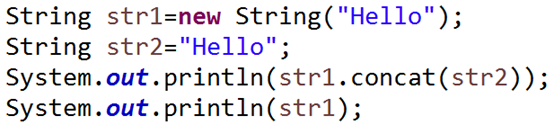 String str1=new String("Hello");
String str2="Hello";
System.out.println(str1.concat(str2));
System.out.println(str1);